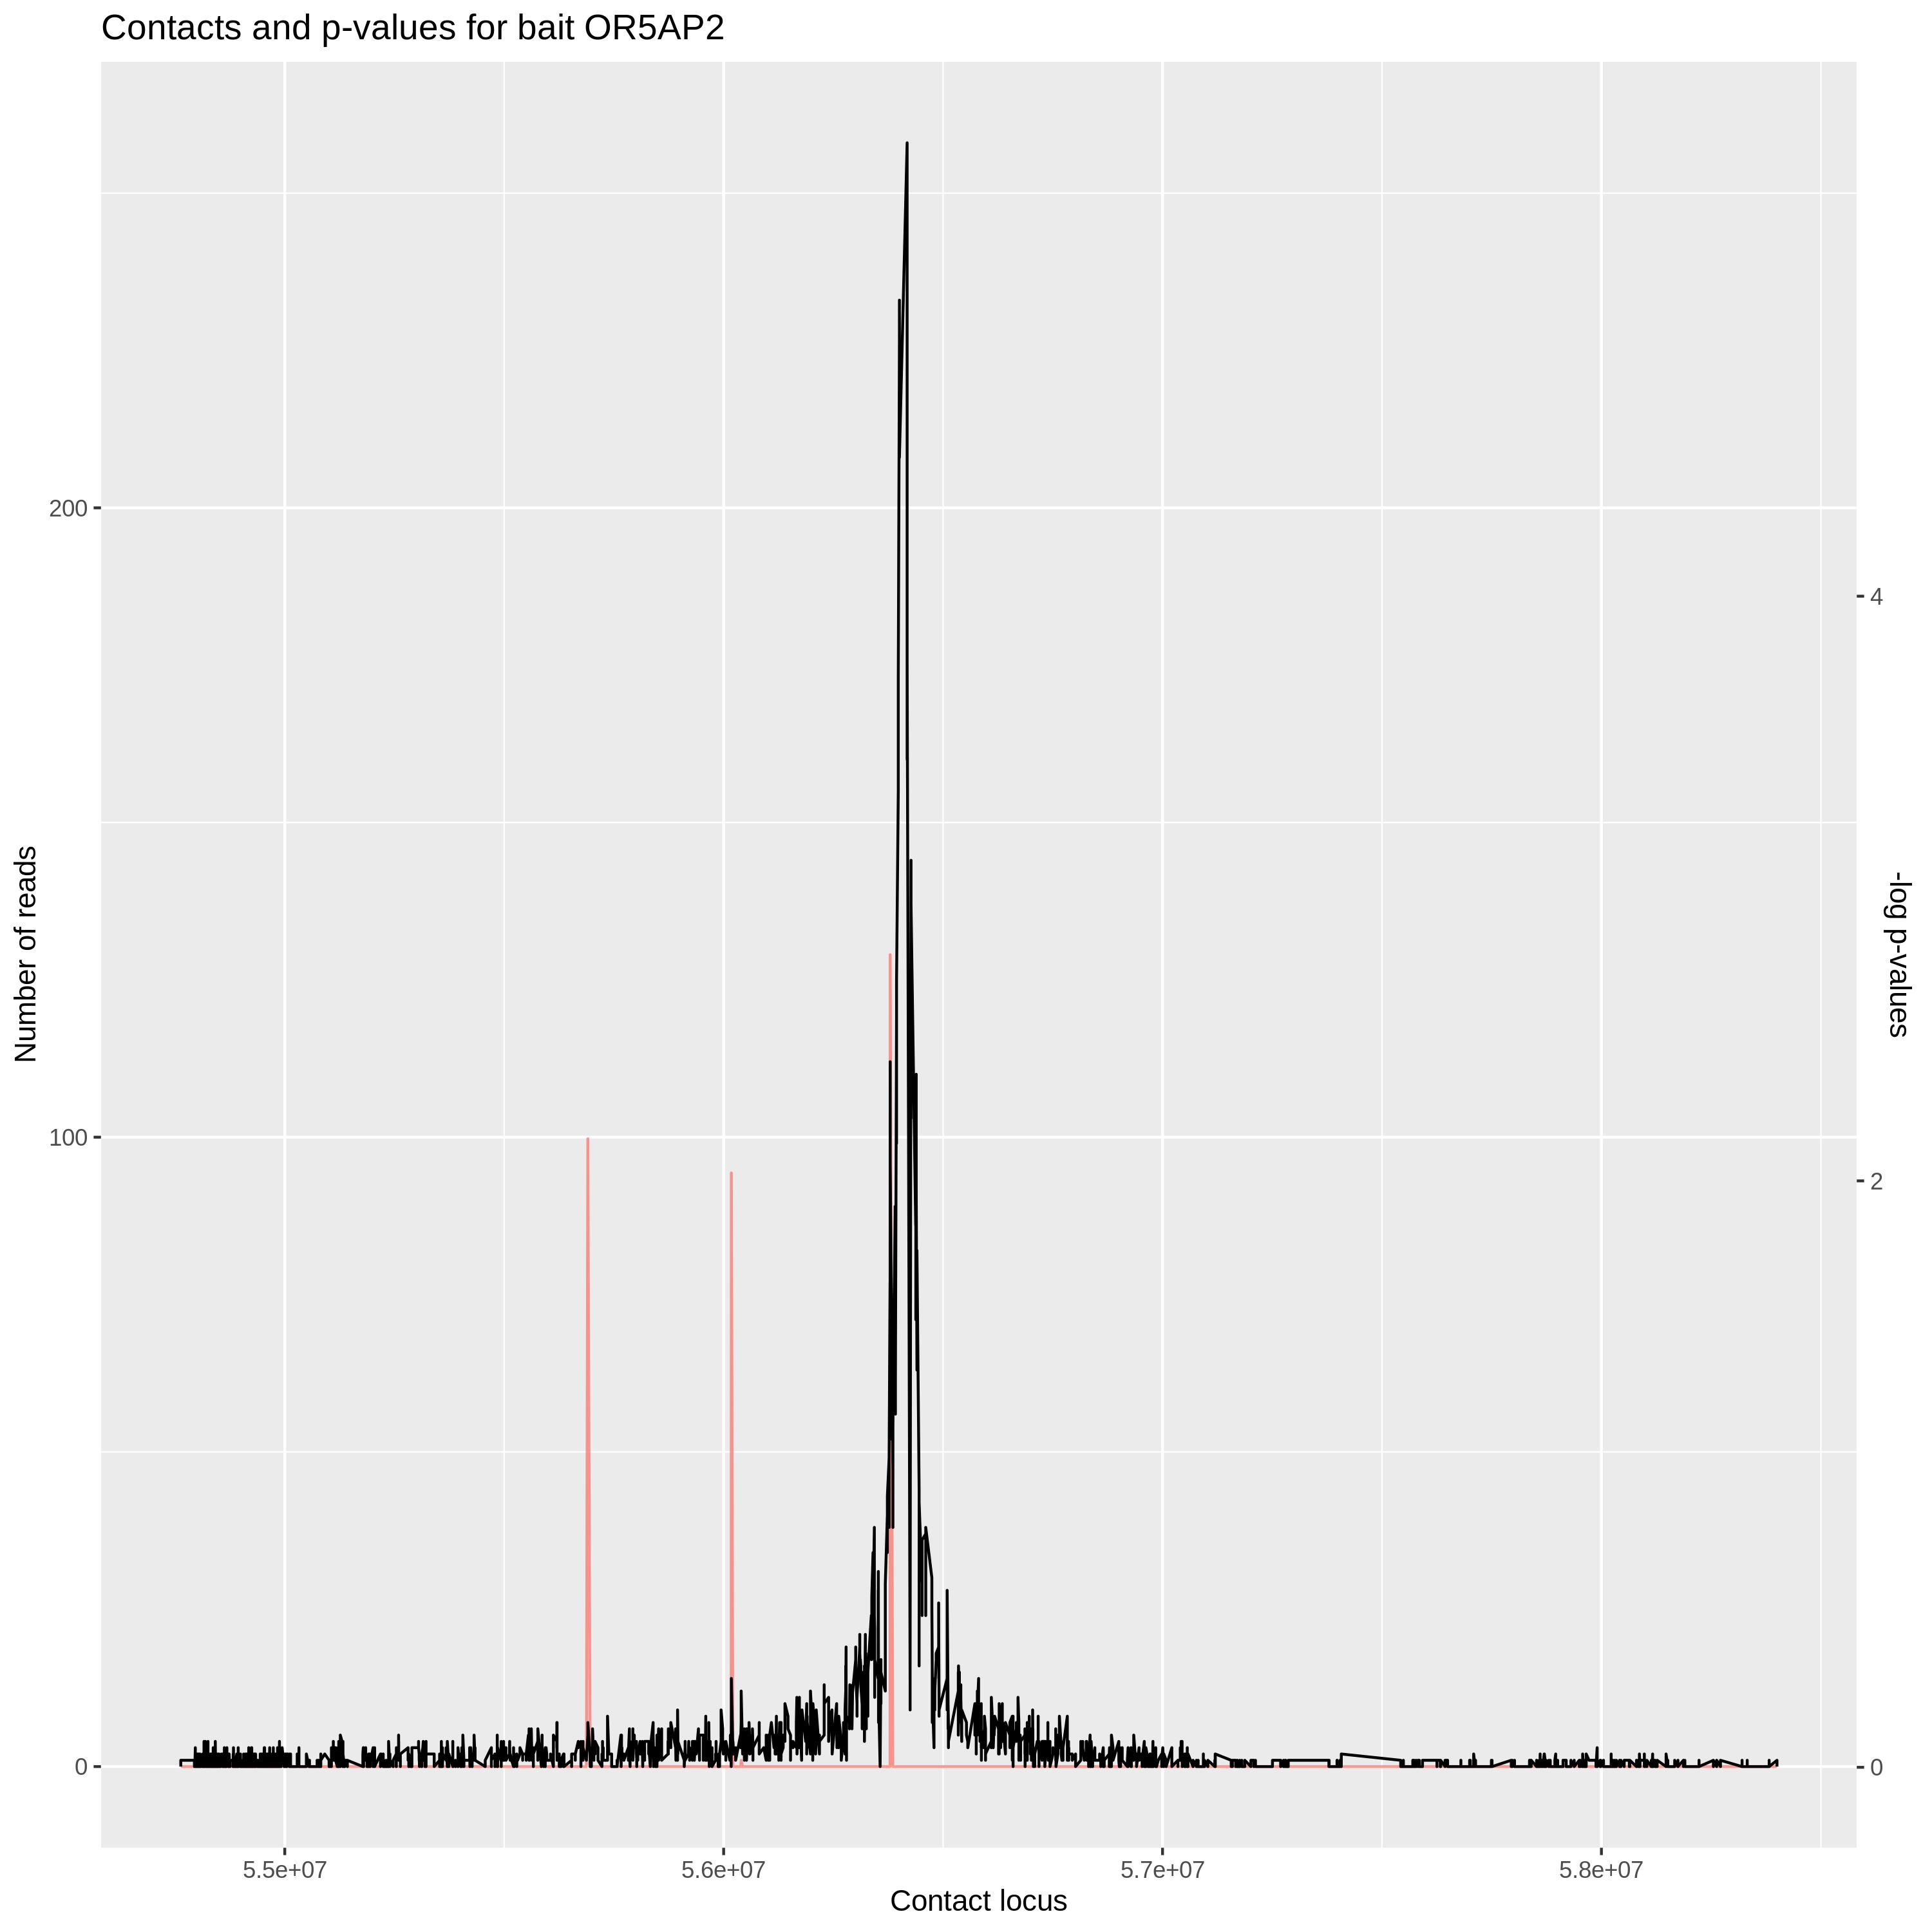 Contacts and p-values for bait OR5AP2
Number of reads
200
100
0
4
2
0
-log p-values
5.5e+07
5.6e+07
5.7e+07
5.8e+07
Contact locus